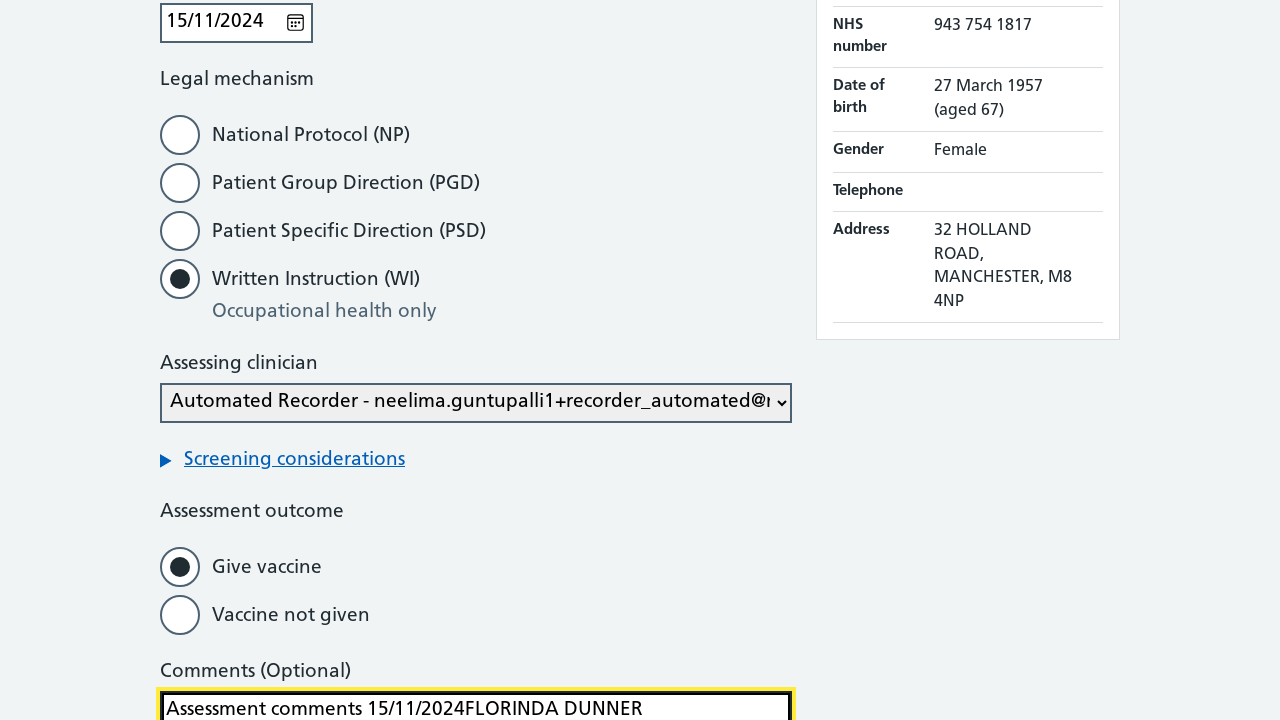 15/11/2024
Legal mechanism
National Protocol (NP)
Patient Group Direction (PGD)
Patient Specific Direction (PSD)
Written Instruction (WI)
Occupational health only
Assessing clinician
Automated Recorder - neelima.guntupalli1+recorder_automated@
Screening considerations
Assessment outcome
Give vaccine
Vaccine not given
Comments (Optional)
Assessment comments 15/11/2024FLORINDA DUNNER
NHS
number
943 754 1817
Date of
birth
27 March 1957
(aged 67)
Gender
Female
Telephone
Address
32 HOLLAND
ROAD,
MANCHESTER, M8
4NP